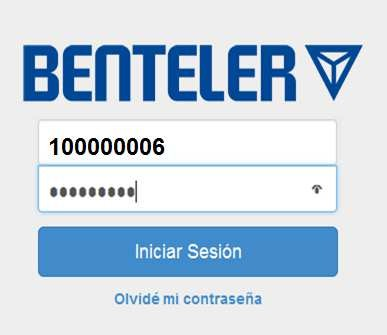 BENTELER
100000006
•••••••••
Iniciar Sesión
Olvidé mi contraseña